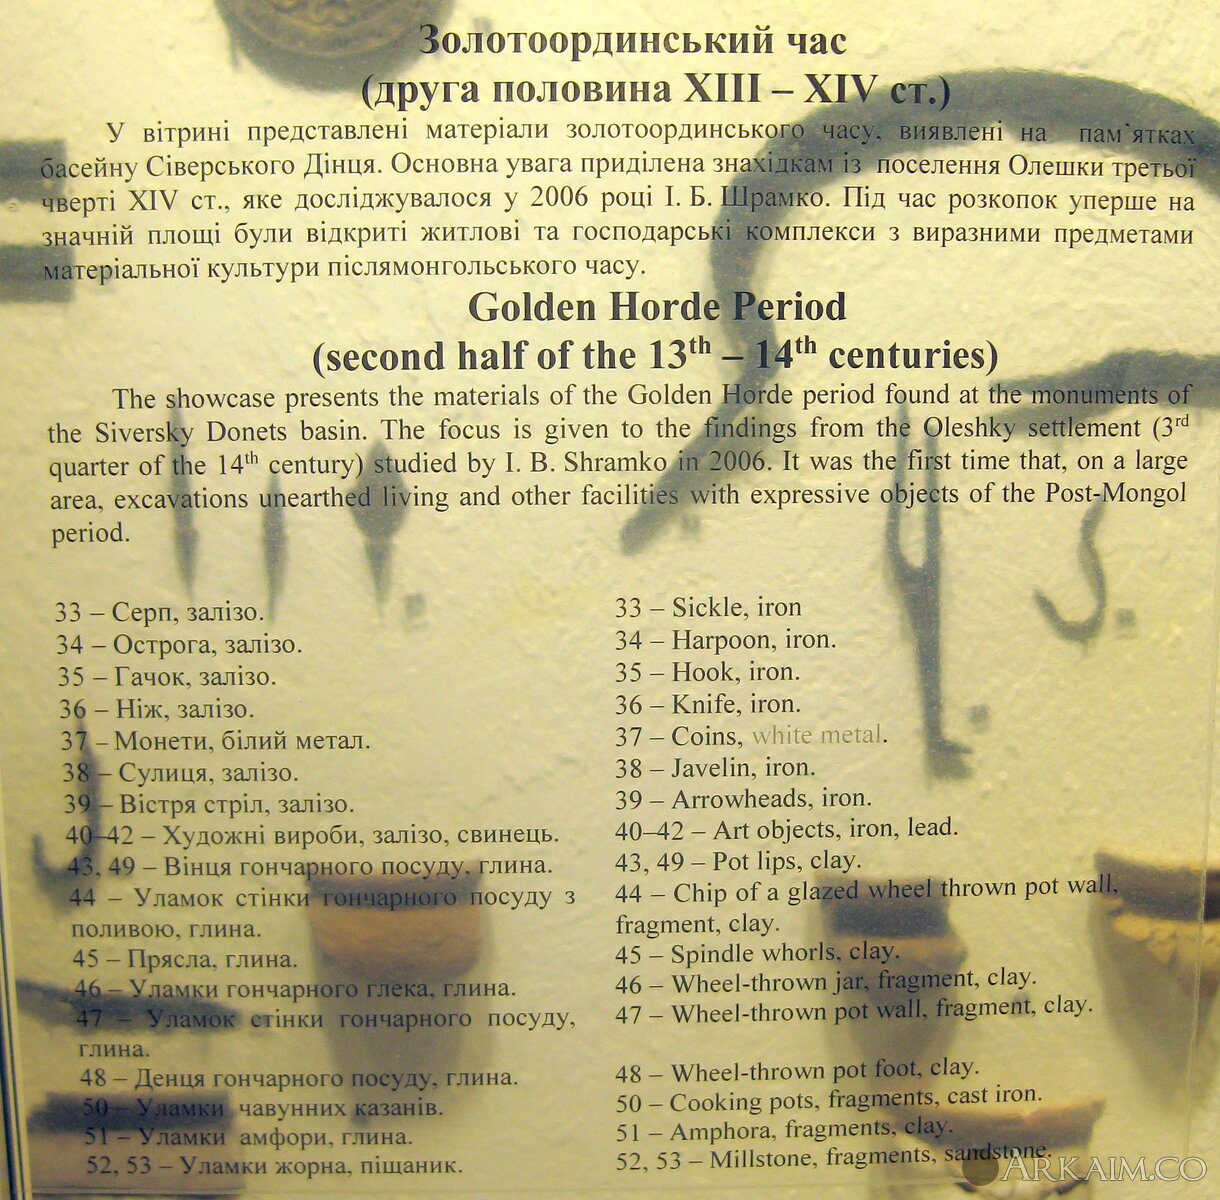 Золотоординський час
(друга половина XIII – XIV ст.)
У вітрині представлені матеріали золотоординського часу, виявлені на пам'ятках
басейну Сіверського Дінця. Основна увага приділена знахідкам із поселення Олешки третьої
чверті XIV ст., яке досліджувалося у 2006 році І. Б. Шрамко. Під час розкопок уперше на
значній площі були відкриті житлові та господарські комплекси з виразними предметами
матеріальної культури післямонгольського часу.
Golden Horde Period
(second half of the 13th – 14th centuries)
The showcase presents the materials of the Golden Horde period found at the monuments of
the Siversky Donets basin. The focus is given to the findings from the Oleshky settlement (3rd
quarter of the 14th century) studied by I. B. Shramko in 2006. It was the first time that, on a large
area, excavations unearthed living and other facilities with expressive objects of the Post-Mongol
period.
33 – Серп, залізо.
34 – Острога, залізо.
35 – Гачок, залізо.
36 – Ніж, залізо.
37 – Монети, білий метал.
38 – Сулиця, залізо.
39 – Вістря стріл, залізо.
40–42 – Художні вироби, залізо, свинець.
43, 49 – Вінця гончарного посуду, глина.
44 – Уламок стінки гончарного посуду з
поливою, глина.
45 – Прясла, глина.
46 – Уламки гончарного глека, глина.
47 – Уламок стінки гончарного посуду,
глина.
48 – Денця гончарного посуду, глина.
50 – Уламки чавунних казанів.
51 – Уламки амфори, глина.
52, 53 – Уламки жорна, піщаник.
33 – Sickle, iron
34 – Harpoon, iron.
35 – Hook, iron.
36 – Knife, iron.
37 – Coins, white metal.
38 – Javelin, iron.
39 – Arrowheads, iron.
40–42 – Art objects, iron, lead.
43, 49 – Pot lips, clay.
44 – Chip of a glazed wheel thrown pot wall,
fragment, clay.
45 – Spindle whorls, clay.
46 – Wheel-thrown jar, fragment, clay.
47 – Wheel-thrown pot wall, fragment, clay.
48 – Wheel-thrown pot foot, clay.
50 – Cooking pots, fragments, cast iron.
51 – Amphora, fragments, clay.
52, 53 – Millstone, fragments, sandstone.
ARKAIM.CO